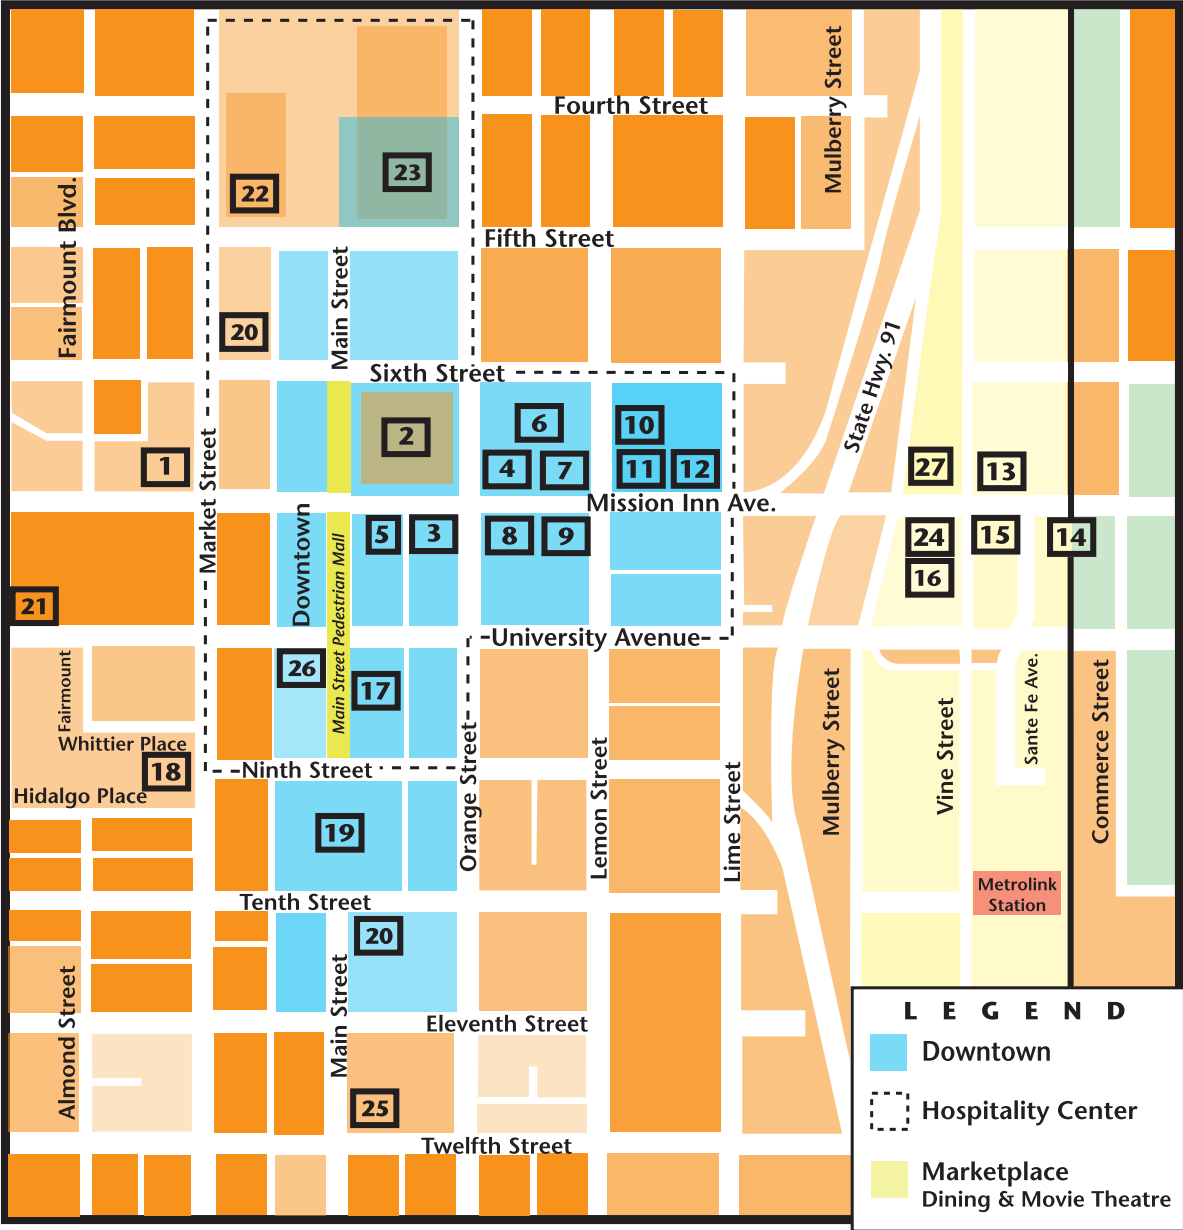 Fourth Street
Mulberry Street
23
22
Fairmount Blvd.
Fifth Street
Main Street
20
State Hwy. 91
Sixth Street
6
10
2
1
4
7
11
12
27
13
Market Street
Mission Inn Ave.
Downtown
Main Street Pedestrian Mall
5
3
8
9
24
15
14
16
21
University Avenue
26
17
Fairmount
Whittier Place
18
Hidalgo Place
Ninth Street
Orange Street
Lemon Street
Lime Street
Mulberry Street
Vine Street
Sante Fe Ave.
Commerce Street
19
Metrolink
Station
Tenth Street
20
Almond Street
Main Street
Eleventh Street
25
Twelfth Street
LEGEND
Downtown
Hospitality Center
Marketplace
Dining & Movie Theatre